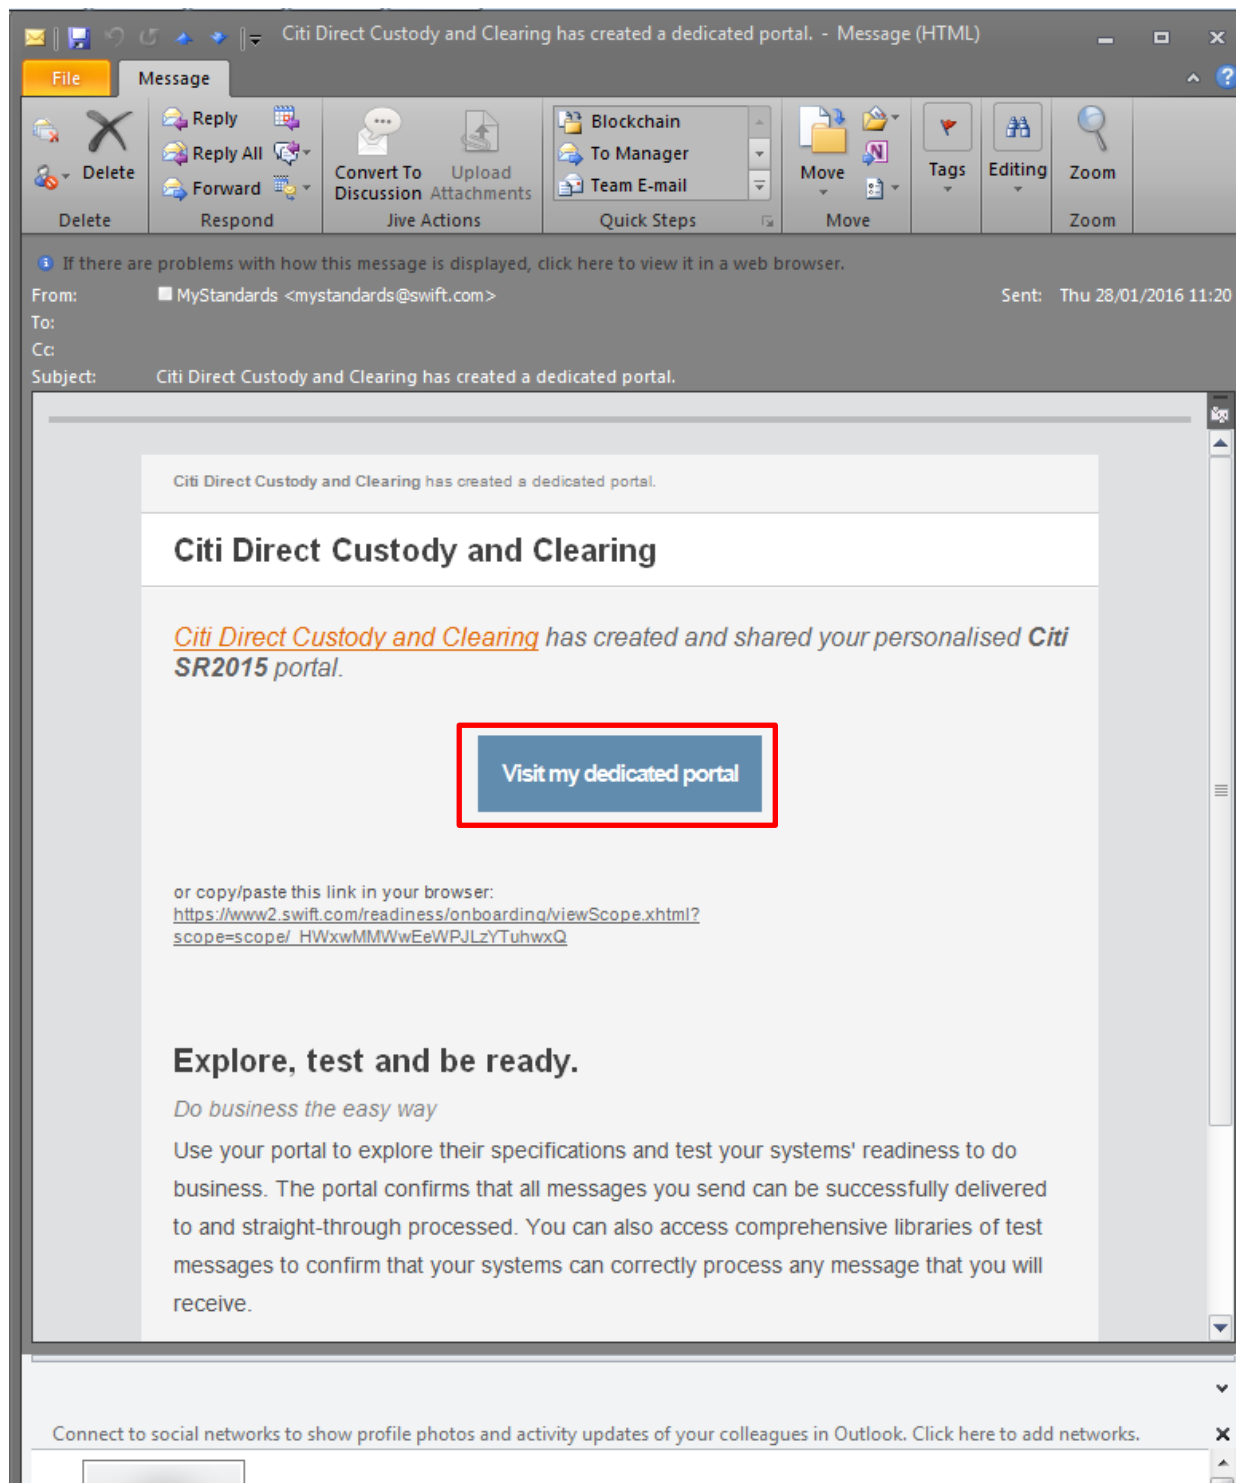 Citi Direct Custody and Clearing has created a dedicated portal. - Message (HTML)
File Message
Delete
Reply
Reply All
Forward
Convert To Discussion
Upload Attachments
Blockchain
To Manager
Team E-mail
Move
Tags
Editing
Zoom
Delete Respond Jive Actions Quick Steps Move Zoom
If there are problems with how this message is displayed, click here to view it in a web browser.
From: MyStandards <mystandards@swift.com> Sent: Thu 28/01/2016 11:20
To:
Cc:
Subject: Citi Direct Custody and Clearing has created a dedicated portal.
Citi Direct Custody and Clearing has created a dedicated portal.
Citi Direct Custody and Clearing
Citi Direct Custody and Clearing has created and shared your personalised Citi
SR2015 portal.
Visit my dedicated portal
or copy/paste this link in your browser:
https://www2.swift.com/readiness/onboarding/viewScope.xhtml?
scope=scope/_HWxwMMWwEeWPJLzYTuhwxQ
Explore, test and be ready.
Do business the easy way
Use your portal to explore their specifications and test your systems' readiness to do
business. The portal confirms that all messages you send can be successfully delivered
to and straight-through processed. You can also access comprehensive libraries of test
messages to confirm that your systems can correctly process any message that you will
receive.
Connect to social networks to show profile photos and activity updates of your colleagues in Outlook. Click here to add networks.